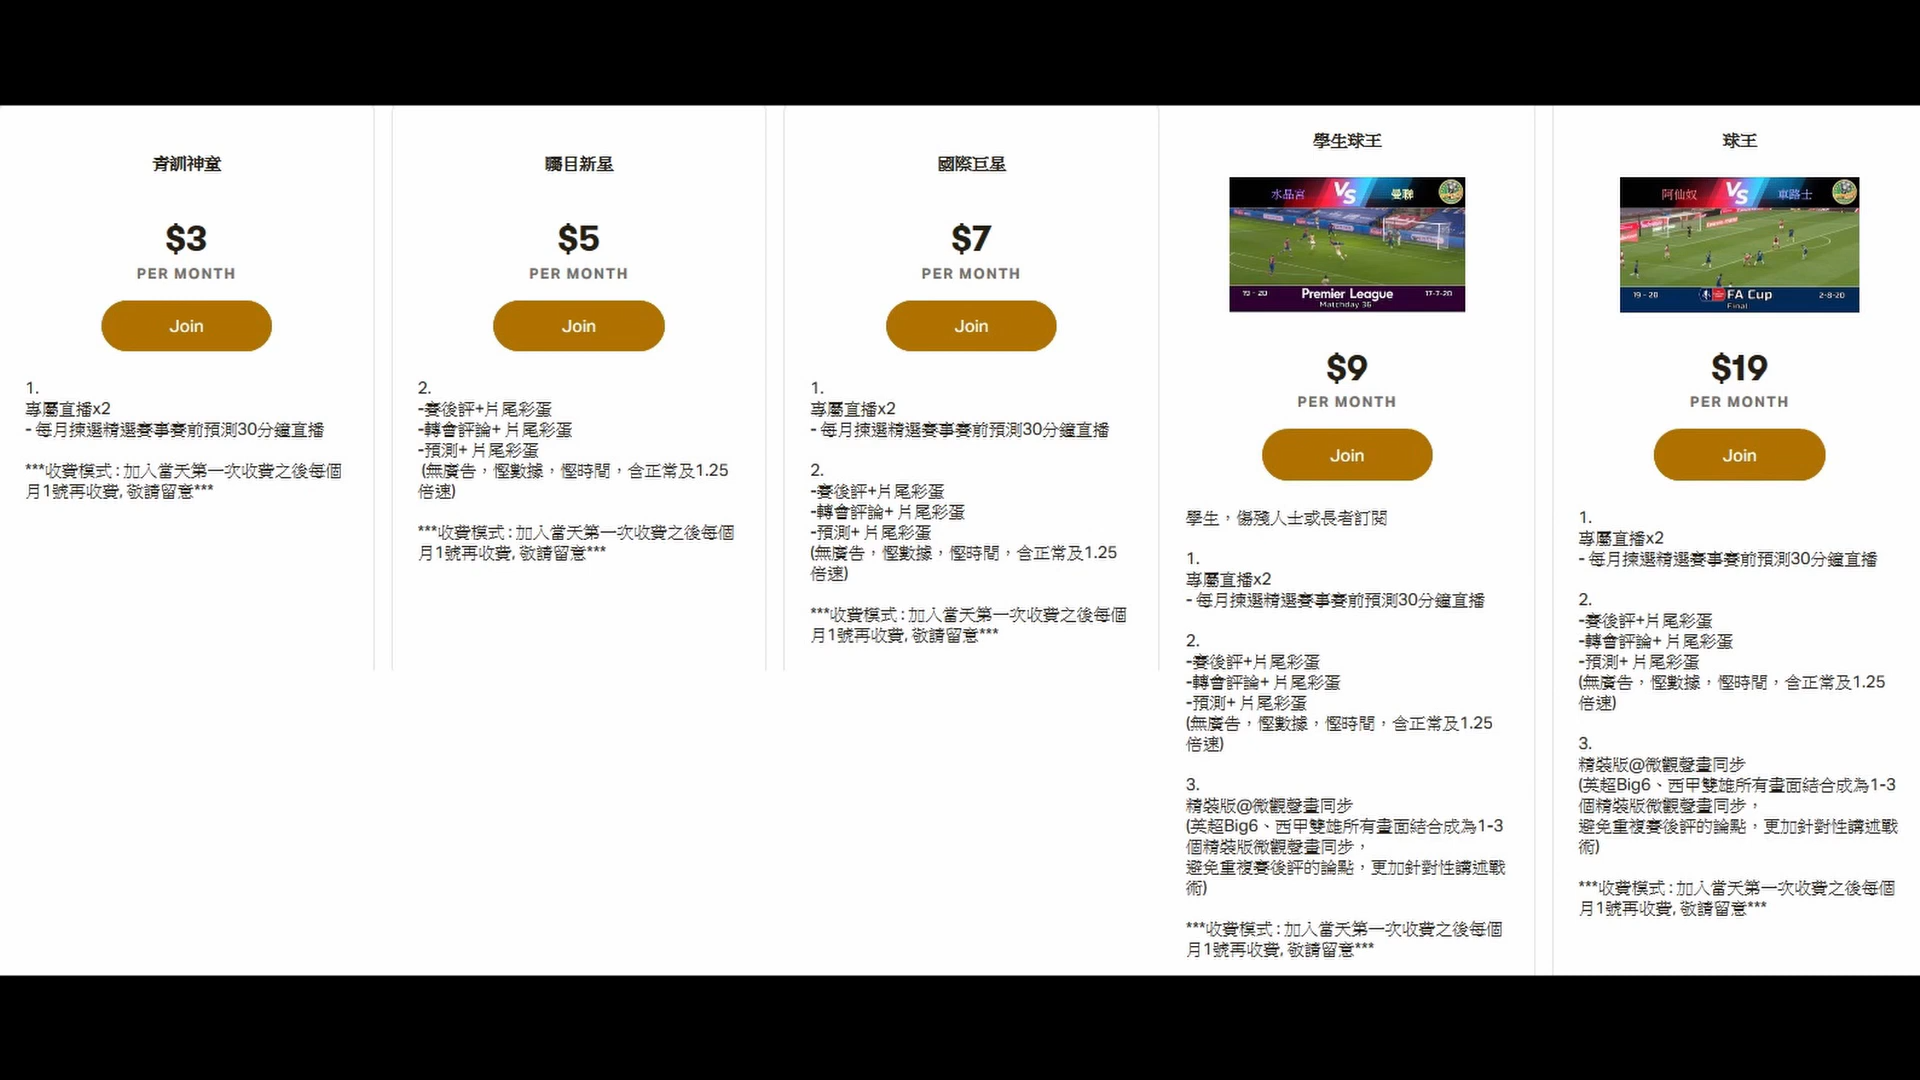 青訓神童
$3
PER MONTH
Join
1.
專屬直播x2
- 每月揀選精選賽事賽前預測30分鐘直播
***收費模式 : 加入當天第一次收費之後每個
月1號再收費, 敬請留意***
矚目新星
$5
PER MONTH
Join
2.
-賽後評+片尾彩蛋
-轉會評論+ 片尾彩蛋
-預測+ 片尾彩蛋
(無廣告，慳數據，慳時間，含正常及1.25
倍速)
***收費模式 : 加入當天第一次收費之後每個
月1號再收費, 敬請留意***
國際巨星
$7
PER MONTH
Join
1.
專屬直播x2
- 每月揀選精選賽事賽前預測30分鐘直播
2.
-賽後評+片尾彩蛋
-轉會評論+ 片尾彩蛋
-預測+ 片尾彩蛋
(無廣告，慳數據，慳時間，含正常及1.25
倍速)
***收費模式 : 加入當天第一次收費之後每個
月1號再收費, 敬請留意***
學生球王
水晶宮 VS 曼聯
19 - 20 Premier League 17-7-20
Matchday 36
$9
PER MONTH
Join
學生，傷殘人士或長者訂閱
1.
專屬直播x2
- 每月揀選精選賽事賽前預測30分鐘直播
2.
-賽後評+片尾彩蛋
-轉會評論+ 片尾彩蛋
-預測+ 片尾彩蛋
(無廣告，慳數據，慳時間，含正常及1.25
倍速)
3.
精裝版@微觀聲畫同步
(英超Big6、西甲雙雄所有畫面結合成為1-3
個精裝版微觀聲畫同步，
避免重複賽後評的論點，更加針對性講述戰
術)
***收費模式 : 加入當天第一次收費之後每個
月1號再收費, 敬請留意***
球王
阿仙奴 VS 車路士
19 - 20 FA Cup 2-8-20
Final
$19
PER MONTH
Join
1.
專屬直播x2
- 每月揀選精選賽事賽前預測30分鐘直播
2.
-賽後評+片尾彩蛋
-轉會評論+ 片尾彩蛋
-預測+ 片尾彩蛋
(無廣告，慳數據，慳時間，含正常及1.25
倍速)
3.
精裝版@微觀聲畫同步
(英超Big6、西甲雙雄所有畫面結合成為1-3
個精裝版微觀聲畫同步，
避免重複賽後評的論點，更加針對性講述戰
術)
***收費模式 : 加入當天第一次收費之後每個
月1號再收費, 敬請留意***